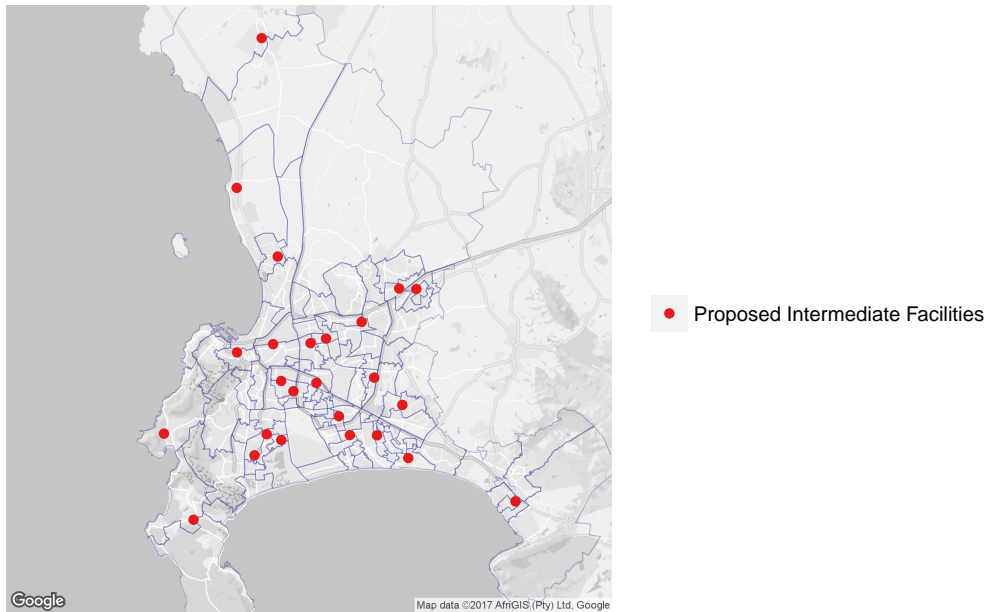 Proposed Intermediate Facilities
Google
Map data ©2017 AfriGIS (Pty) Ltd, Google